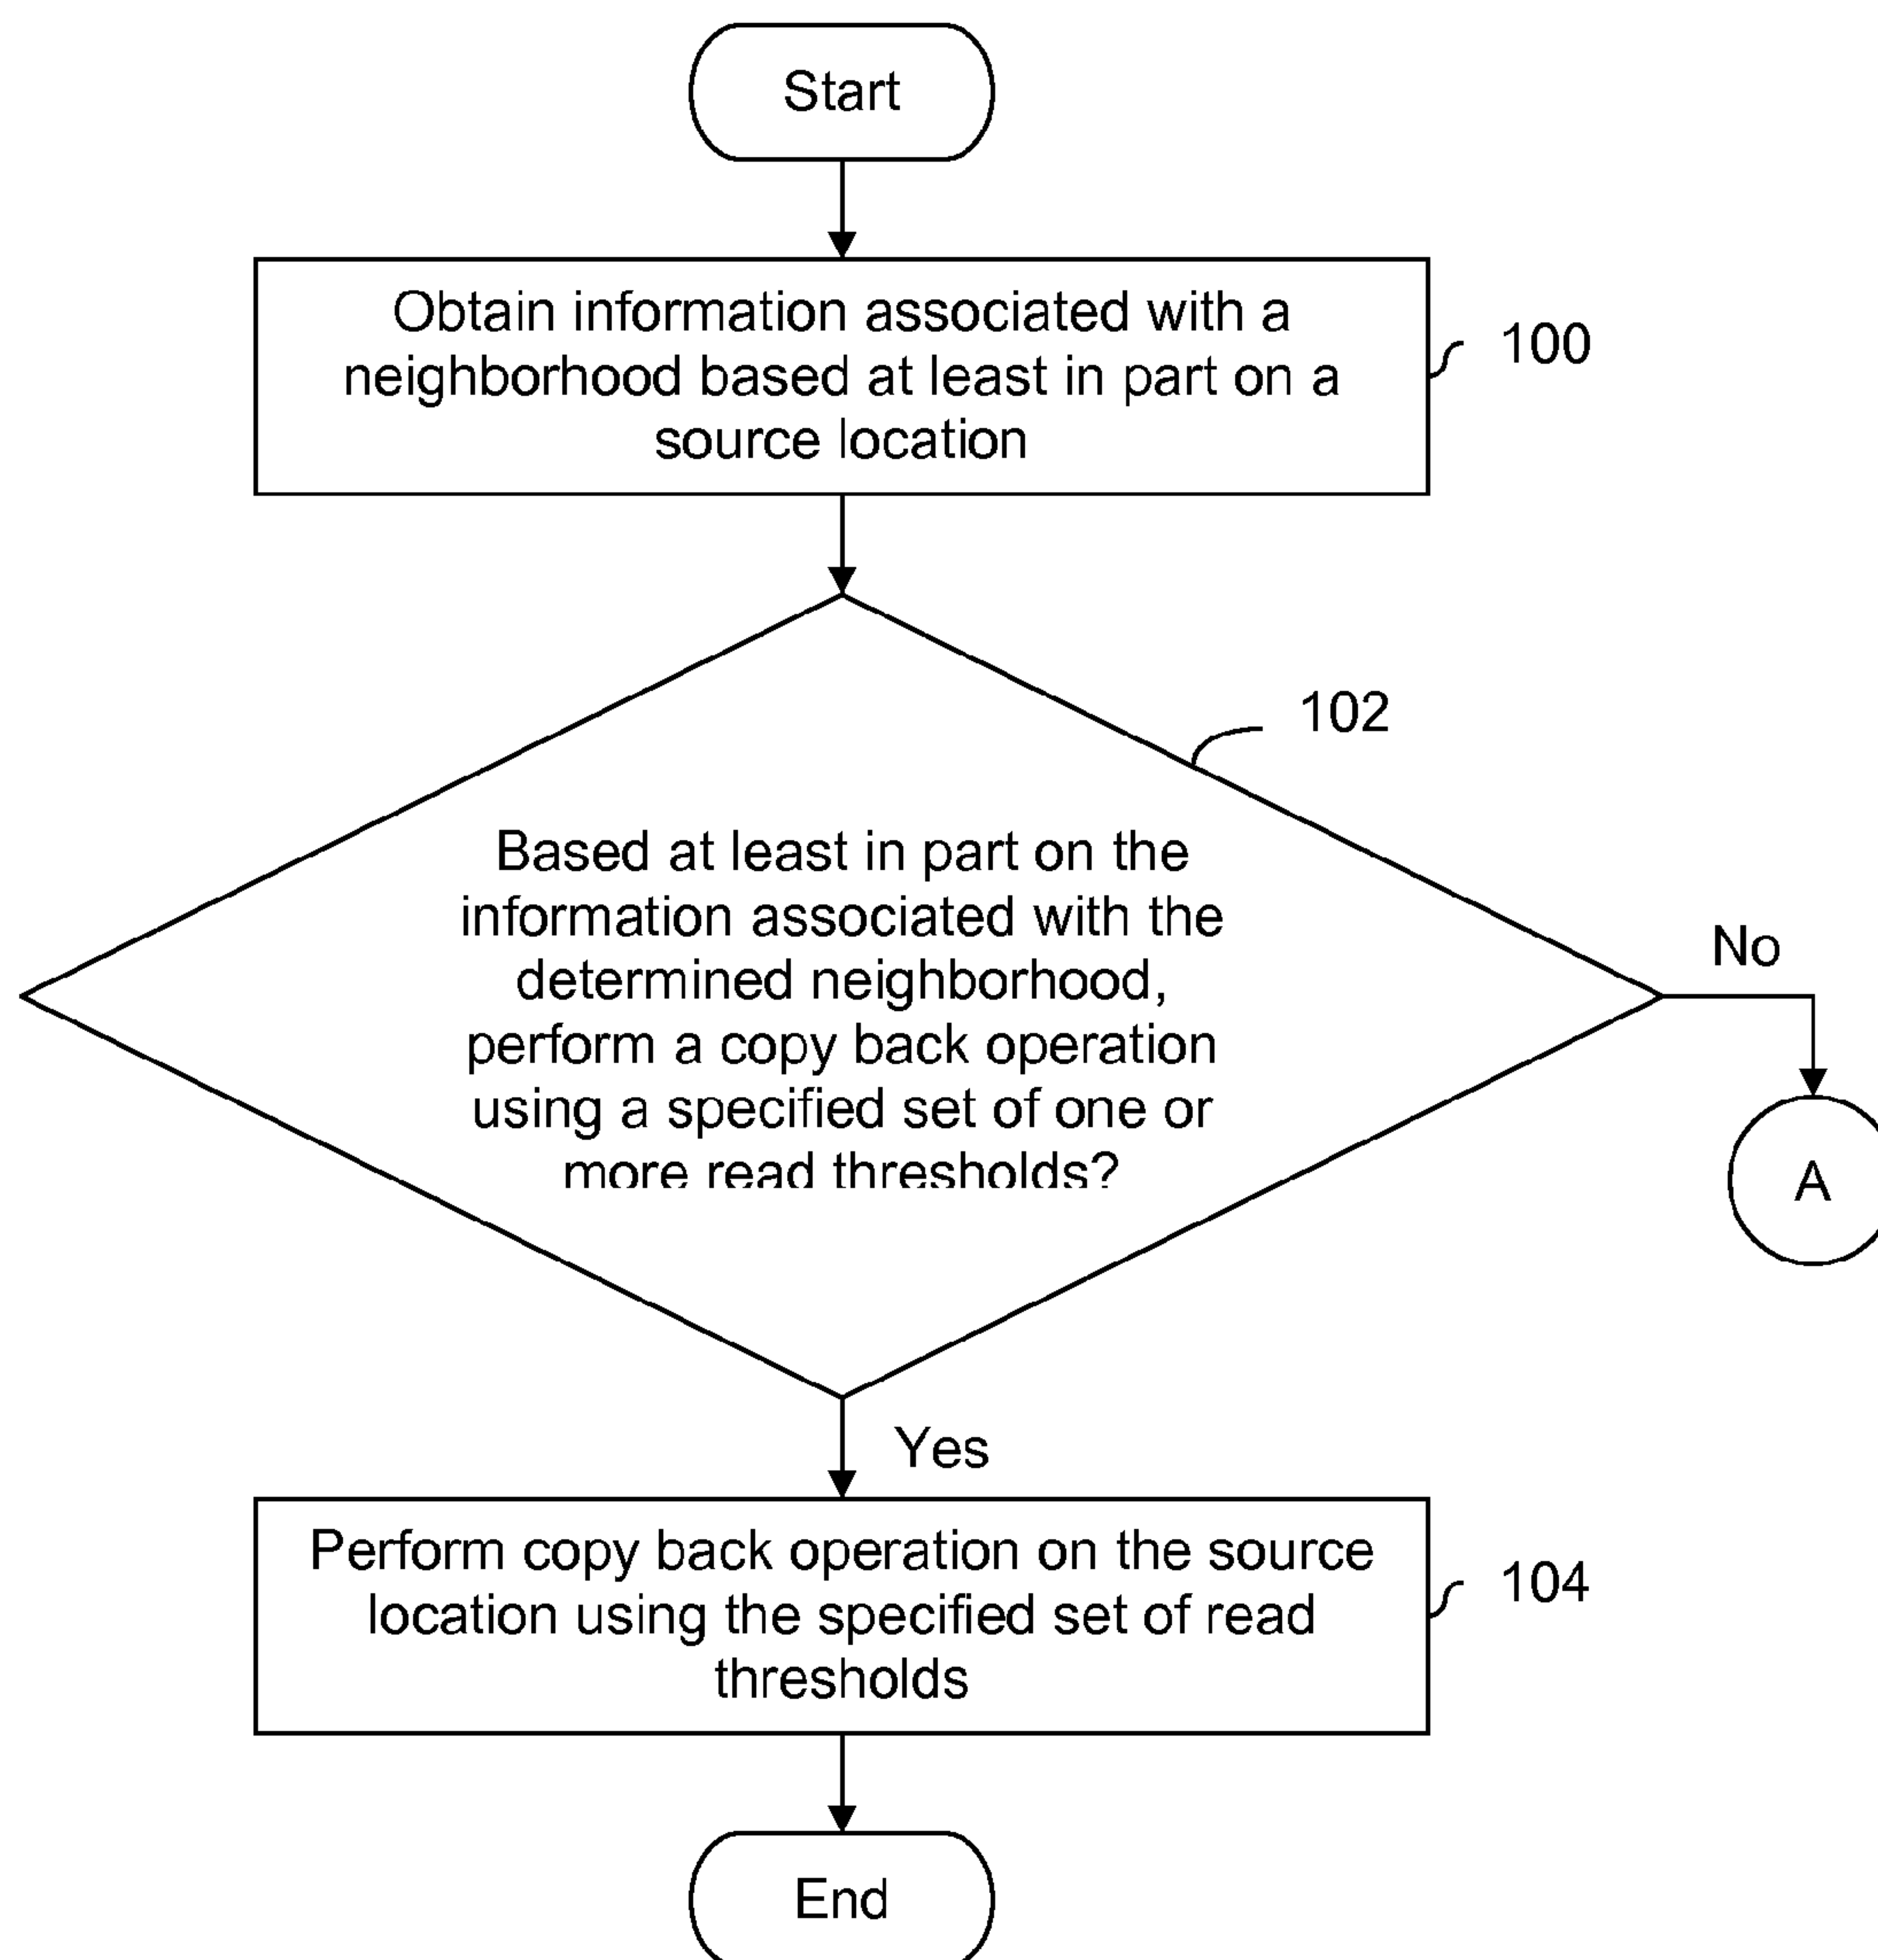 Start
Obtain information associated with a
neighborhood based at least in part on a
source location
100
102
Based at least in part on the
information associated with the
determined neighborhood,
perform a copy back operation
using a specified set of one or
more read thresholds?
No
A
Yes
Perform copy back operation on the source
location using the specified set of read
thresholds
104
End